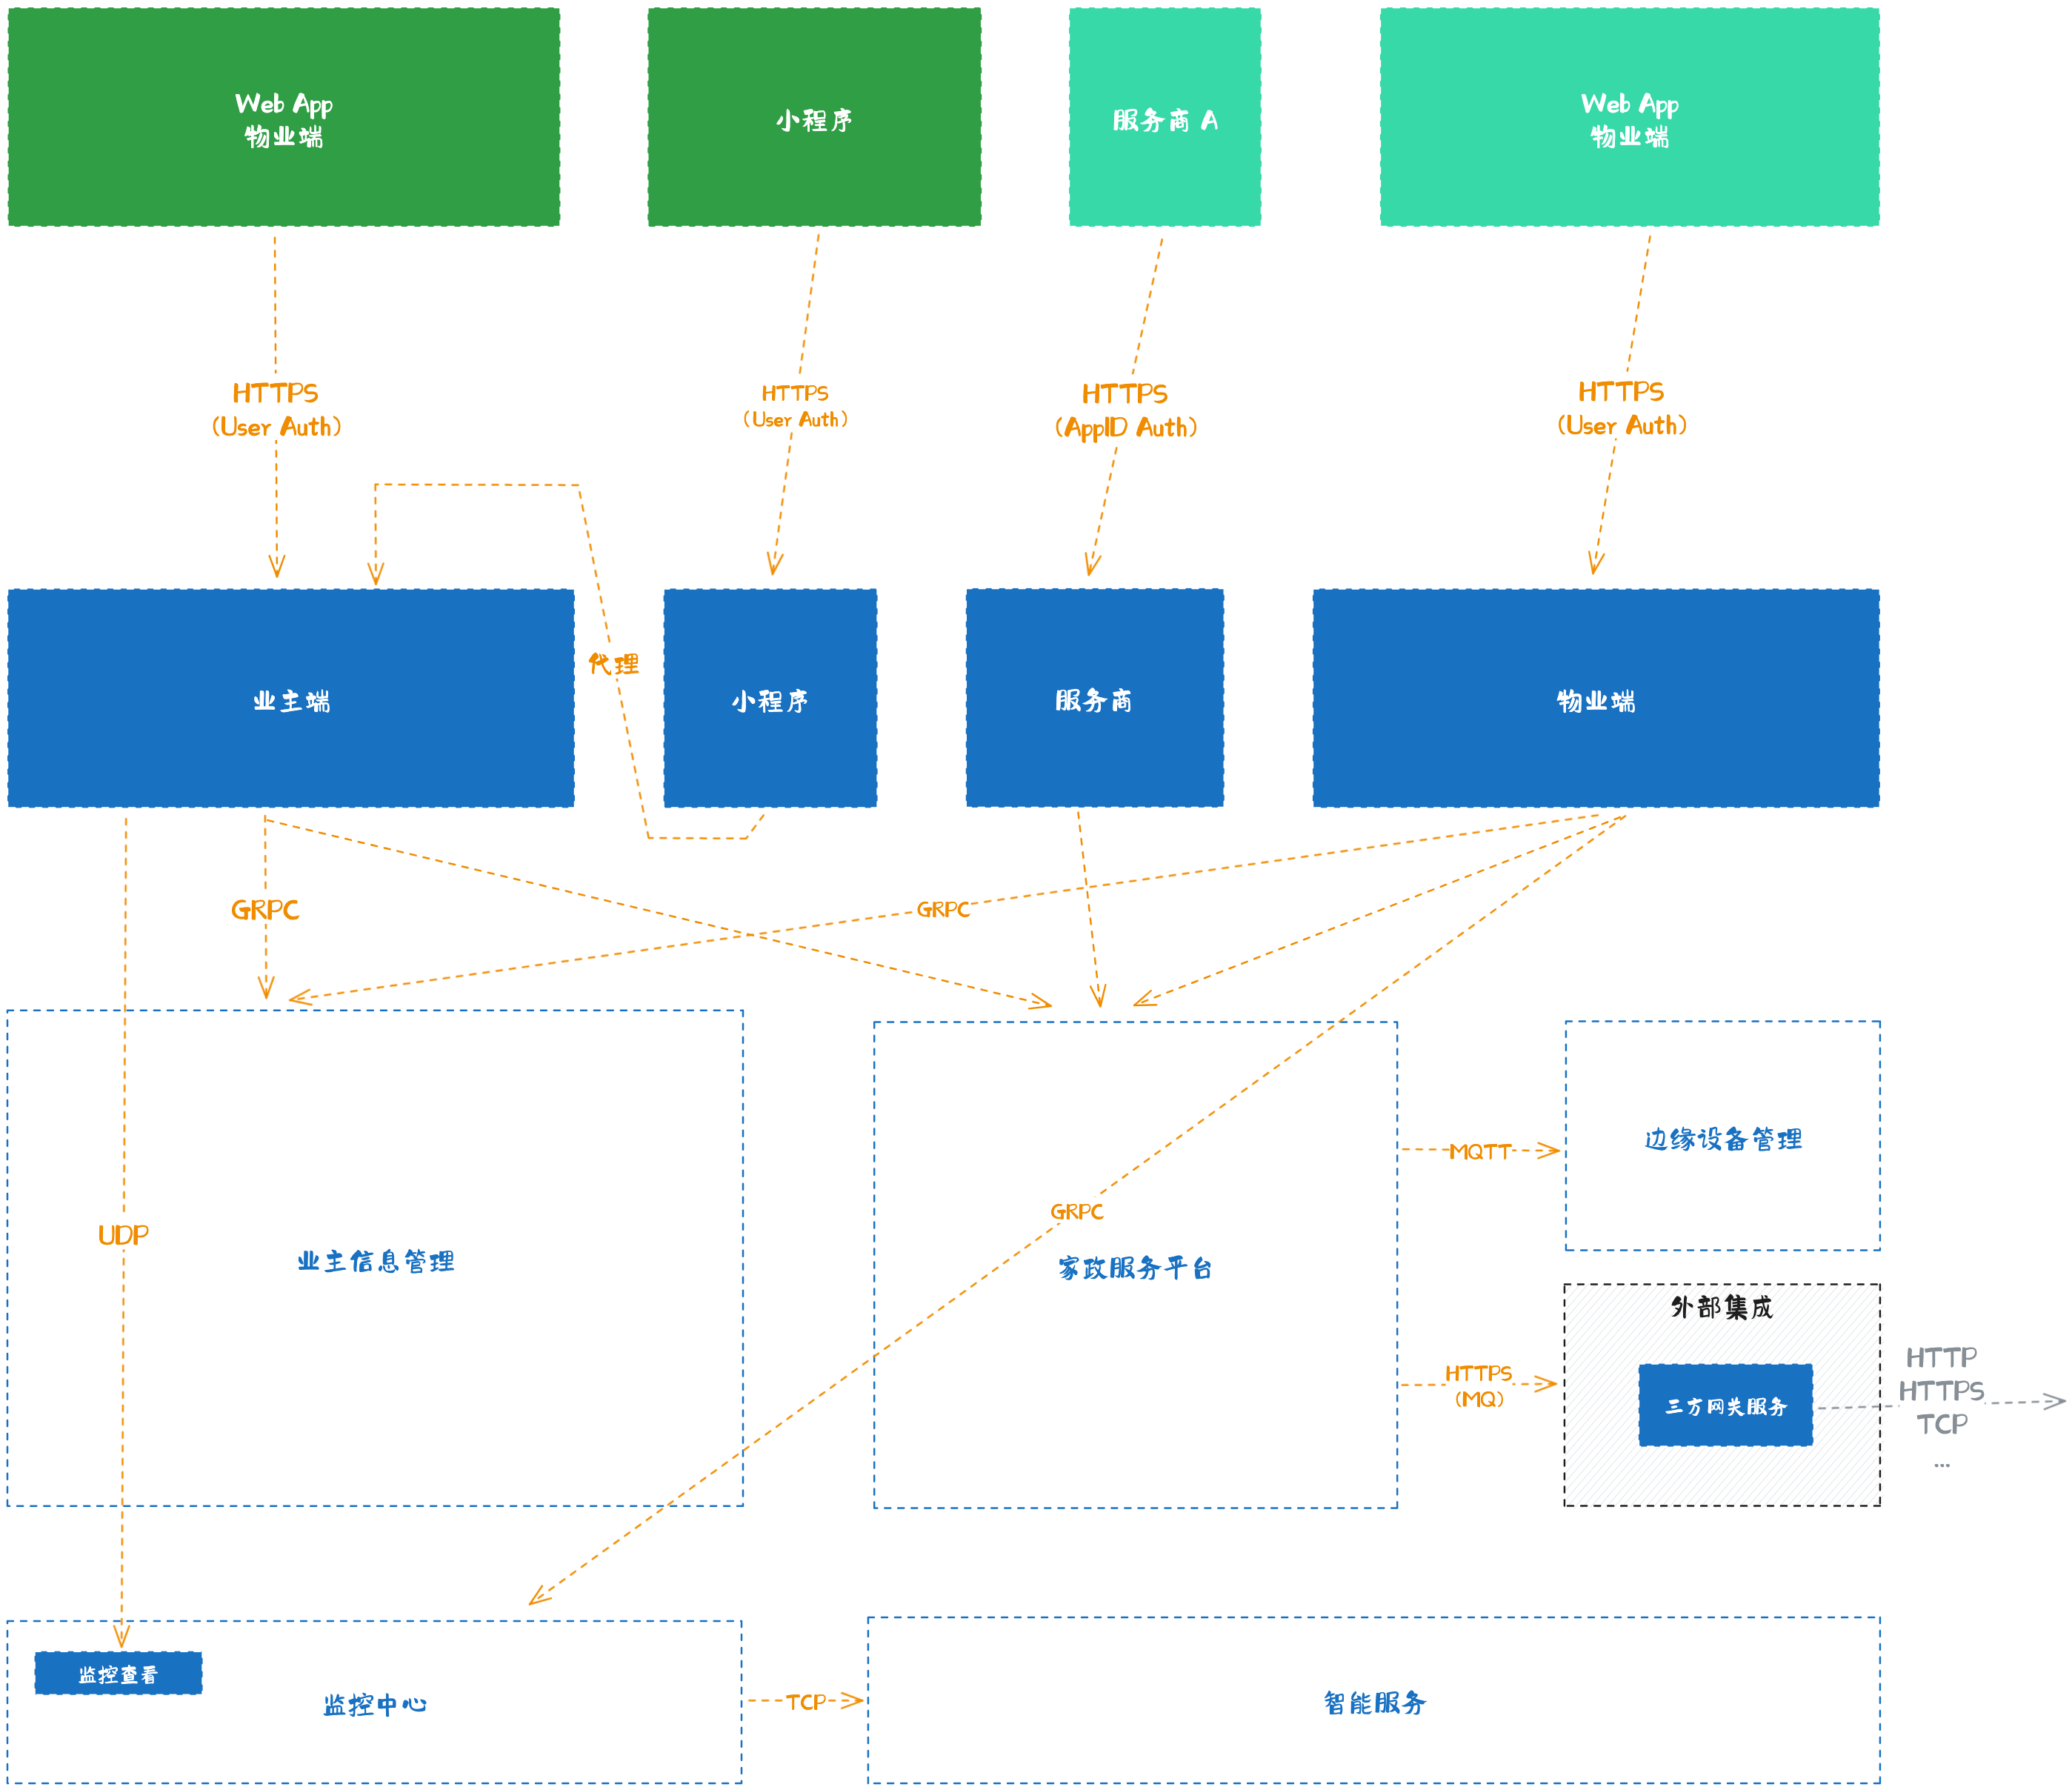 Web App
物业端
小程序
服务商 A
Web App
物业端
HTTPS
(User Auth)
HTTPS
(User Auth)
HTTPS
(AppID Auth)
HTTPS
(User Auth)
代理
业主端
小程序
服务商
物业端
GRPC
GRPC
UDP
GRPC
业主信息管理
家政服务平台
MQTT
边缘设备管理
HTTPS
(MQ)
外部集成
三方网关服务
HTTP
HTTPS
TCP
...
监控查看
监控中心
TCP
智能服务